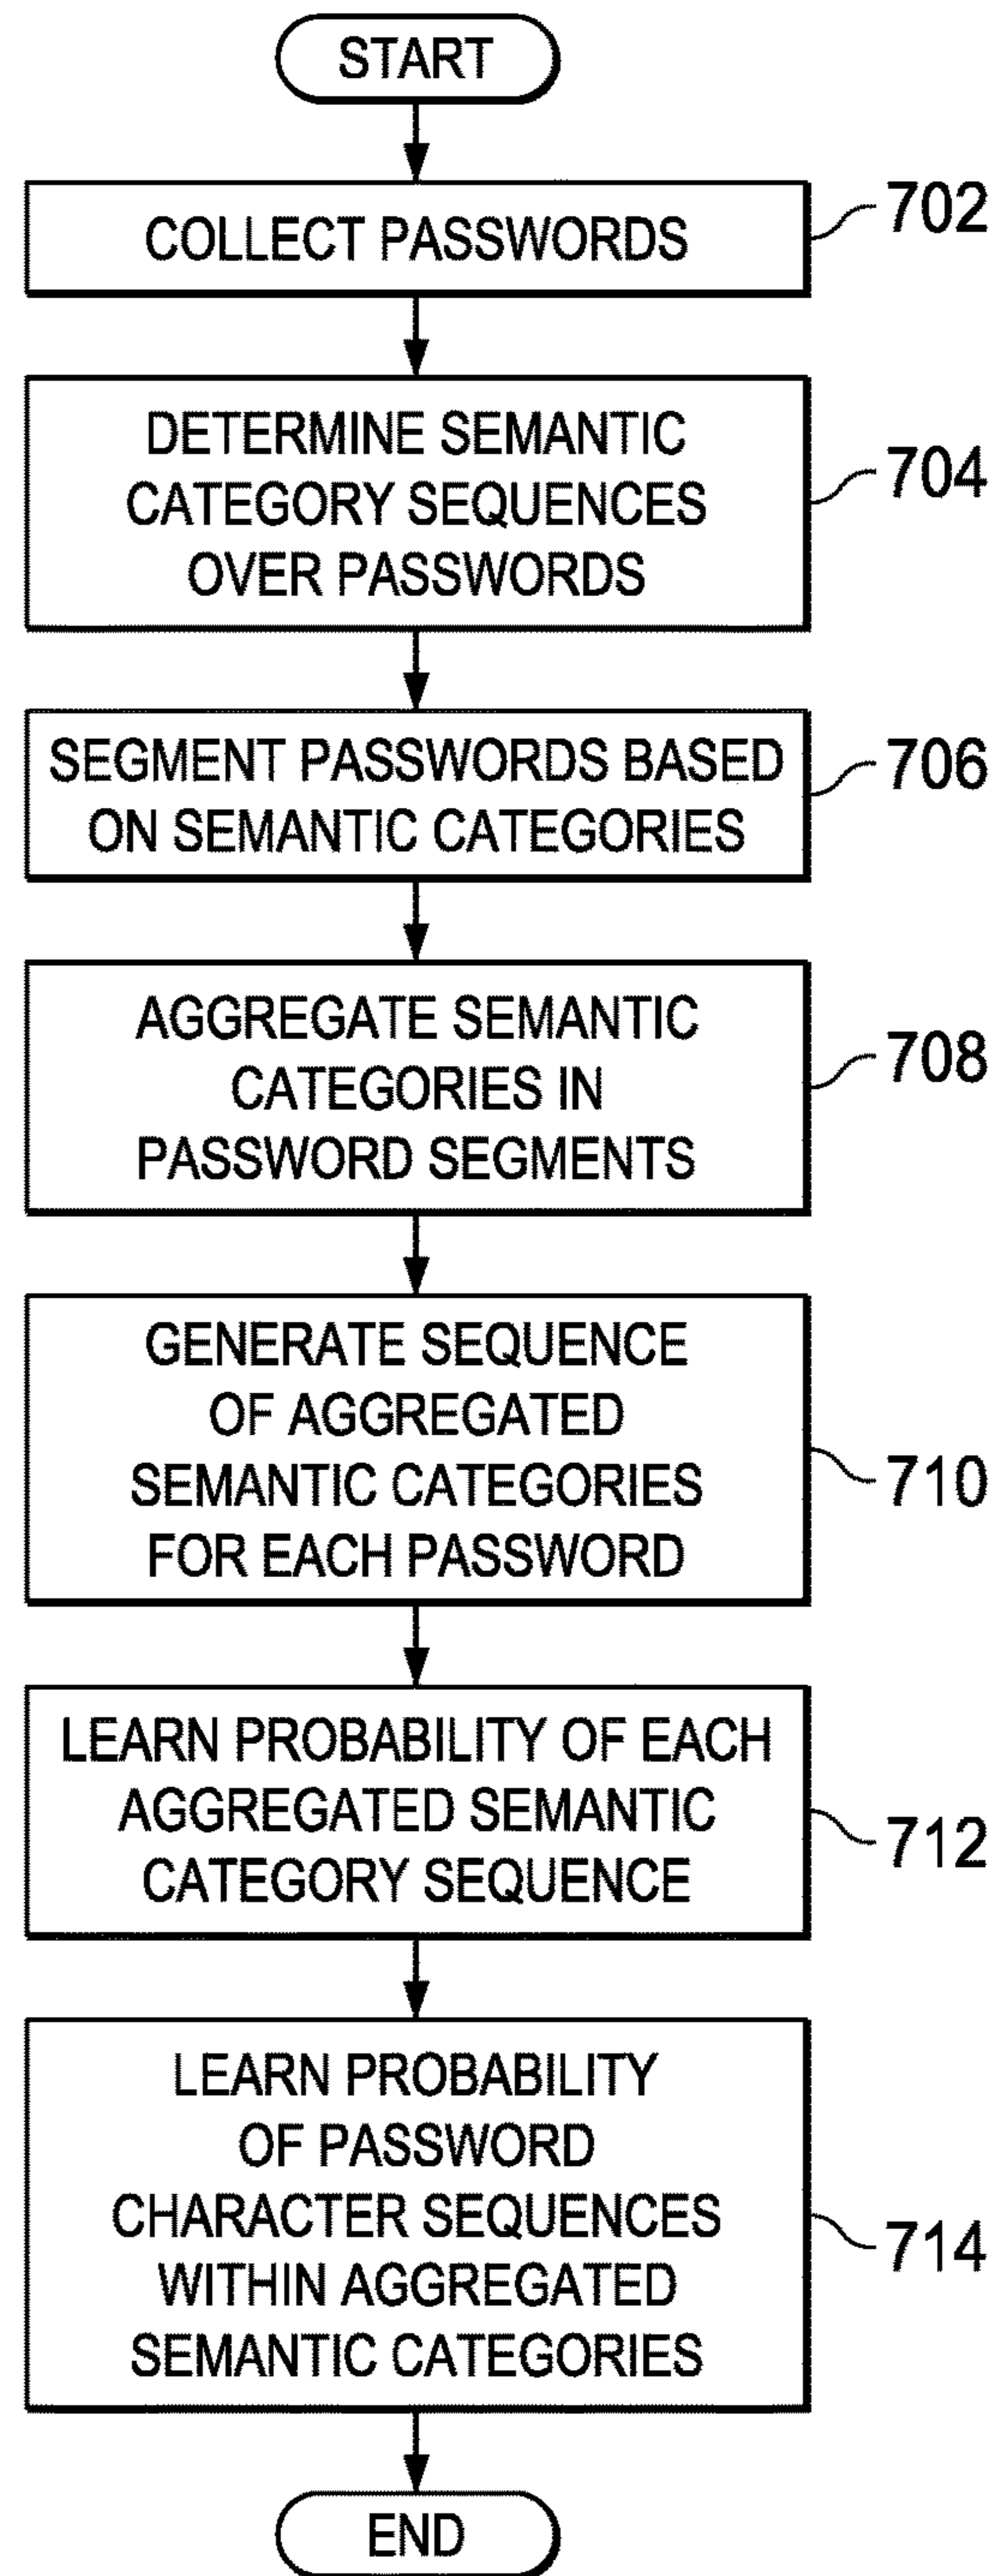 START
COLLECT PASSWORDS
702
DETERMINE SEMANTIC
CATEGORY SEQUENCES
OVER PASSWORDS
704
SEGMENT PASSWORDS BASED
ON SEMANTIC CATEGORIES
706
AGGREGATE SEMANTIC
CATEGORIES IN
PASSWORD SEGMENTS
708
GENERATE SEQUENCE
OF AGGREGATED
SEMANTIC CATEGORIES
FOR EACH PASSWORD
710
LEARN PROBABILITY OF EACH
AGGREGATED SEMANTIC
CATEGORY SEQUENCE
712
LEARN PROBABILITY
OF PASSWORD
CHARACTER SEQUENCES
WITHIN AGGREGATED
SEMANTIC CATEGORIES
714
END